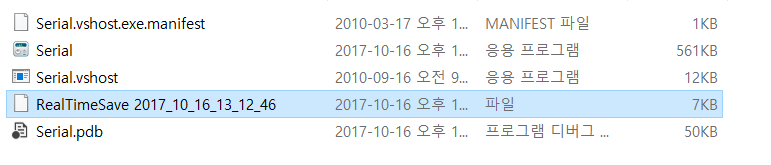 Serial.vshost.exe.manifest 2010-03-17 오후 1... MANIFEST 파일 1KB
Serial 2017-10-16 오후 1... 응용 프로그램 561KB
Serial.vshost 2010-09-16 오전 9... 응용 프로그램 12KB
RealTimeSave 2017_10_16_13_12_46 2017-10-16 오후 1... 파일 7KB
Serial.pdb 2017-10-16 오후 1... 프로그램 디버그 ... 50KB